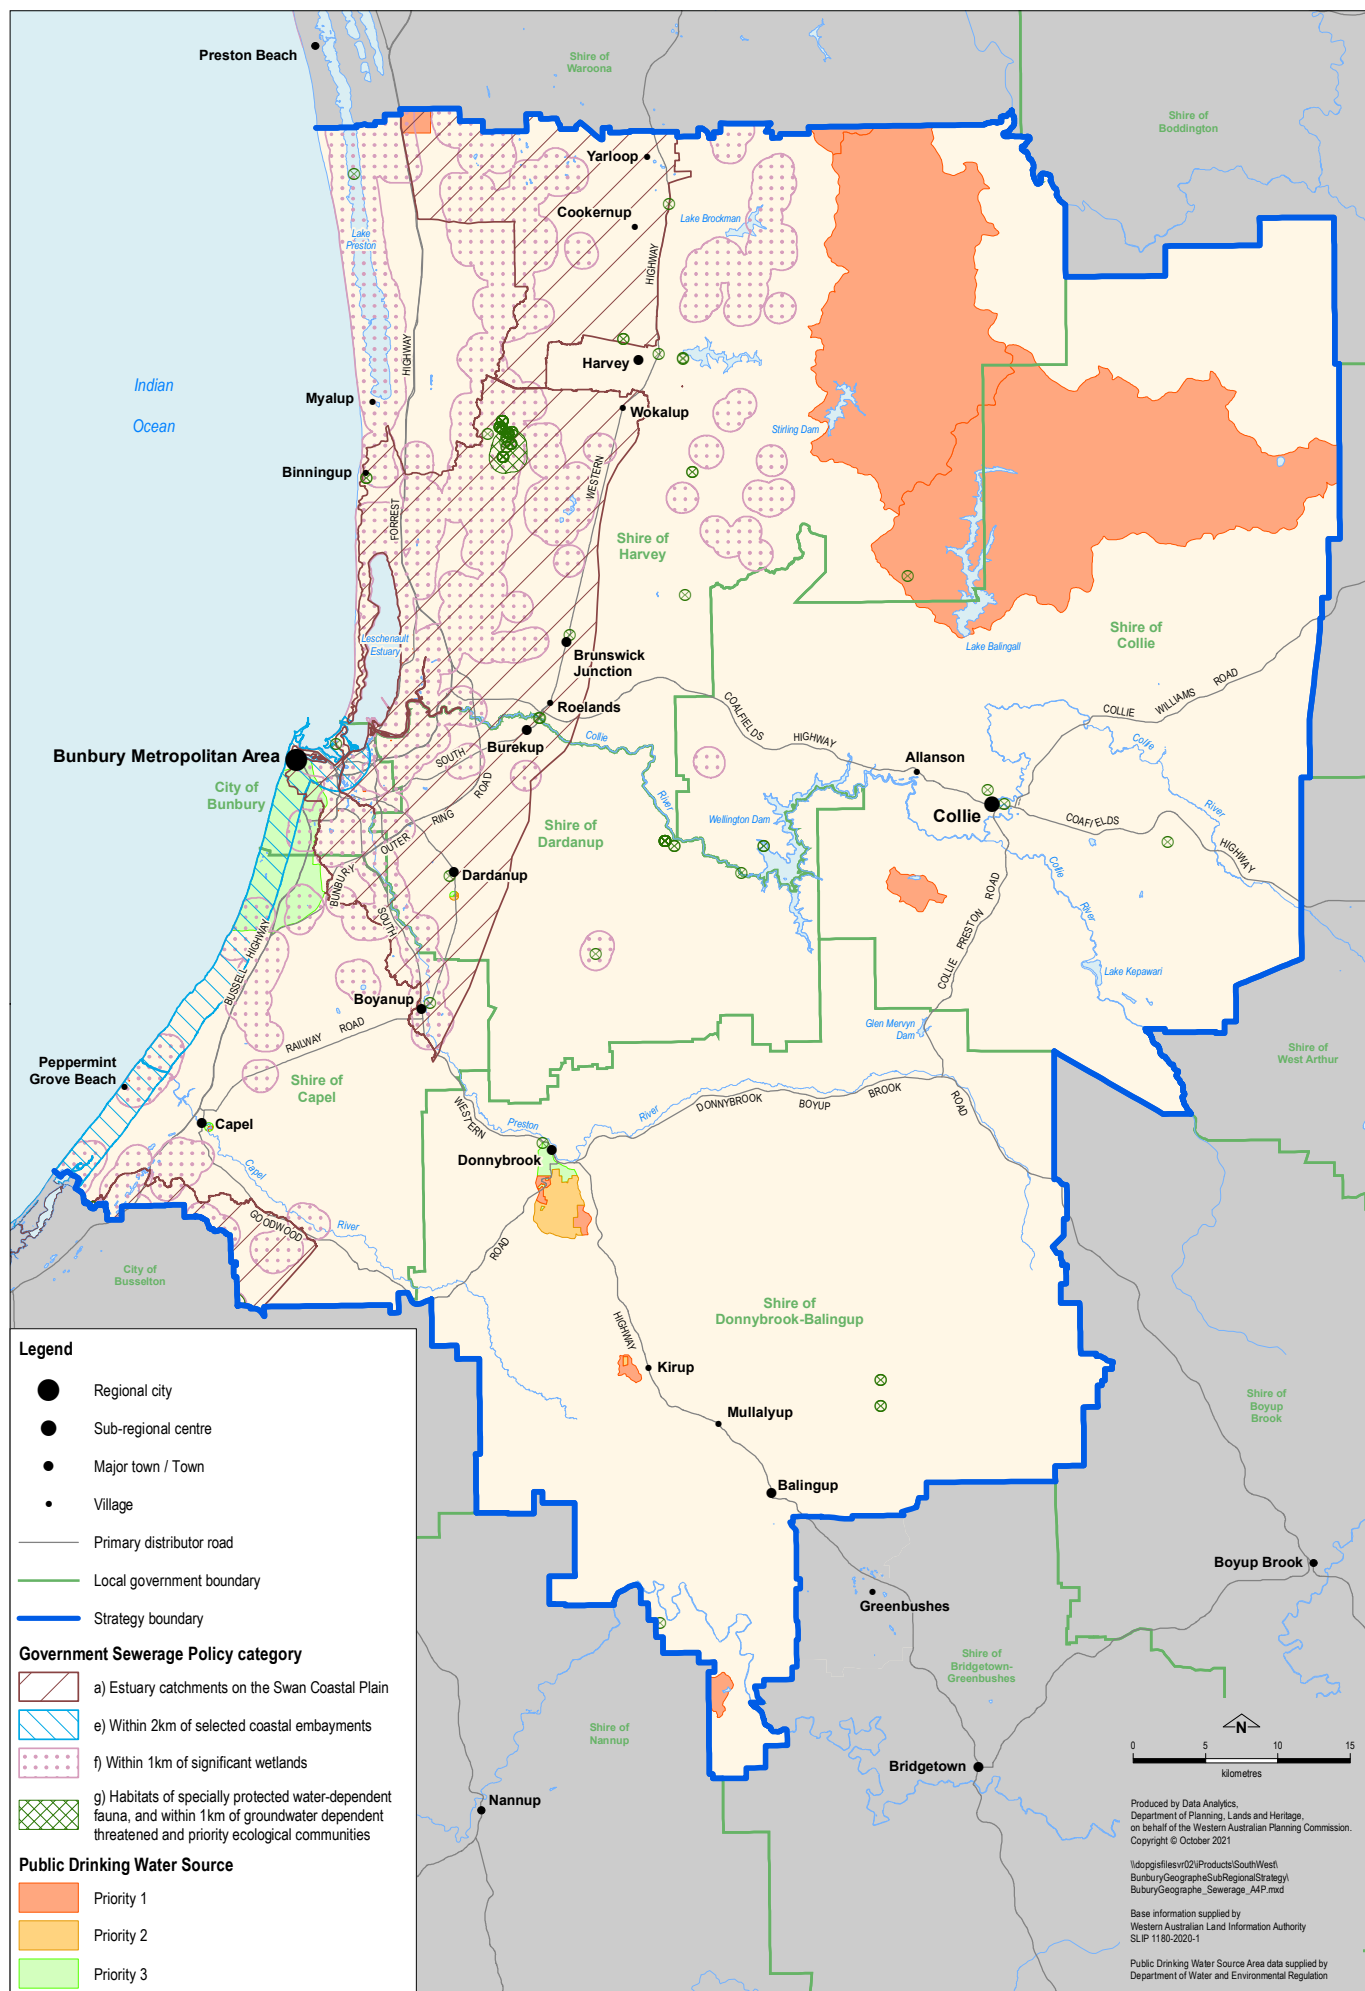 Preston Beach
Shire of
Waroona
Shire of
Boddington
Yarloop
Cookernup
Lake Brockman
HIGHWAY
Lake
Preston
HIGHWAY
Harvey
Indian
Ocean
Myalup
Wokalup
Stirling Dam
Binningup
WESTERN
FORREST
Shire of
Harvey
Leschenault
Estuary
Brunswick
Junction
Shire of
Collie
Lake Balingall
Roelands
COALFIELDS
HIGHWAY
COLLIE
WILLIAMS
ROAD
Burekup
Collie
River
Collie
River
Bunbury Metropolitan Area
City of
Bunbury
SOUTH
ROAD
RING
OUTER
BUNBURY
Allanson
Collie
COALFIELDS
HIGHWAY
Shire of
Dardanup
Wellington Dam
Dardanup
SOUTH
Collie
River
COLLIE
PRESTON
ROAD
BUSSELL
HIGHWAY
Lake Kepawari
Boyanup
Glen Mervyn
Dam
RAILWAY
ROAD
Shire of
West Arthur
Peppermint
Grove Beach
Shire of
Capel
WESTERN
Preston
River
DONNYBROOK
BOYUP
BROOK
ROAD
Capel
Donnybrook
Capel
River
GOODWOOD
ROAD
City of
Busselton
Shire of
Donnybrook-Balingup
HIGHWAY
Kirup
Mullalyup
Balingup
Shire of
Boyup
Brook
Boyup Brook
Greenbushes
Shire of
Bridgetown-
Greenbushes
Shire of
Nannup
Bridgetown
Nannup
Legend
Regional city
Sub-regional centre
Major town / Town
Village
Primary distributor road
Local government boundary
Strategy boundary
Government Sewerage Policy category
a) Estuary catchments on the Swan Coastal Plain
e) Within 2km of selected coastal embayments
f) Within 1km of significant wetlands
g) Habitats of specially protected water-dependent
fauna, and within 1km of groundwater dependent
threatened and priority ecological communities
Public Drinking Water Source
Priority 1
Priority 2
Priority 3
N
0 5 10 15
kilometres
Produced by Data Analytics,
Department of Planning, Lands and Heritage,
on behalf of the Western Australian Planning Commission.
Copyright © October 2021
\\dopgisfilesvr02\iProducts\SouthWest\
BunburyGeographeSubRegionalStrategy\
BuburyGeographe_Sewerage_A4P.mxd
Base information supplied by
Western Australian Land Information Authority
SLIP 1180-2020-1
Public Drinking Water Source Area data supplied by
Department of Water and Environmental Regulation